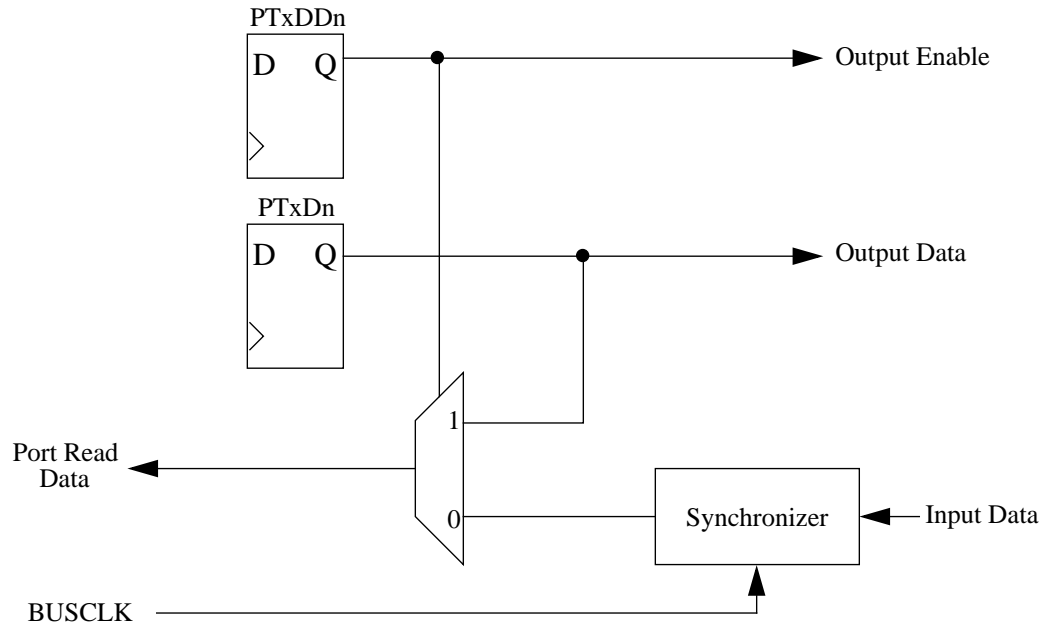 PTxDDn
D Q
Output Enable
PTxDn
D Q
Output Data
1
Port Read
Data
0
Synchronizer
Input Data
BUSCLK